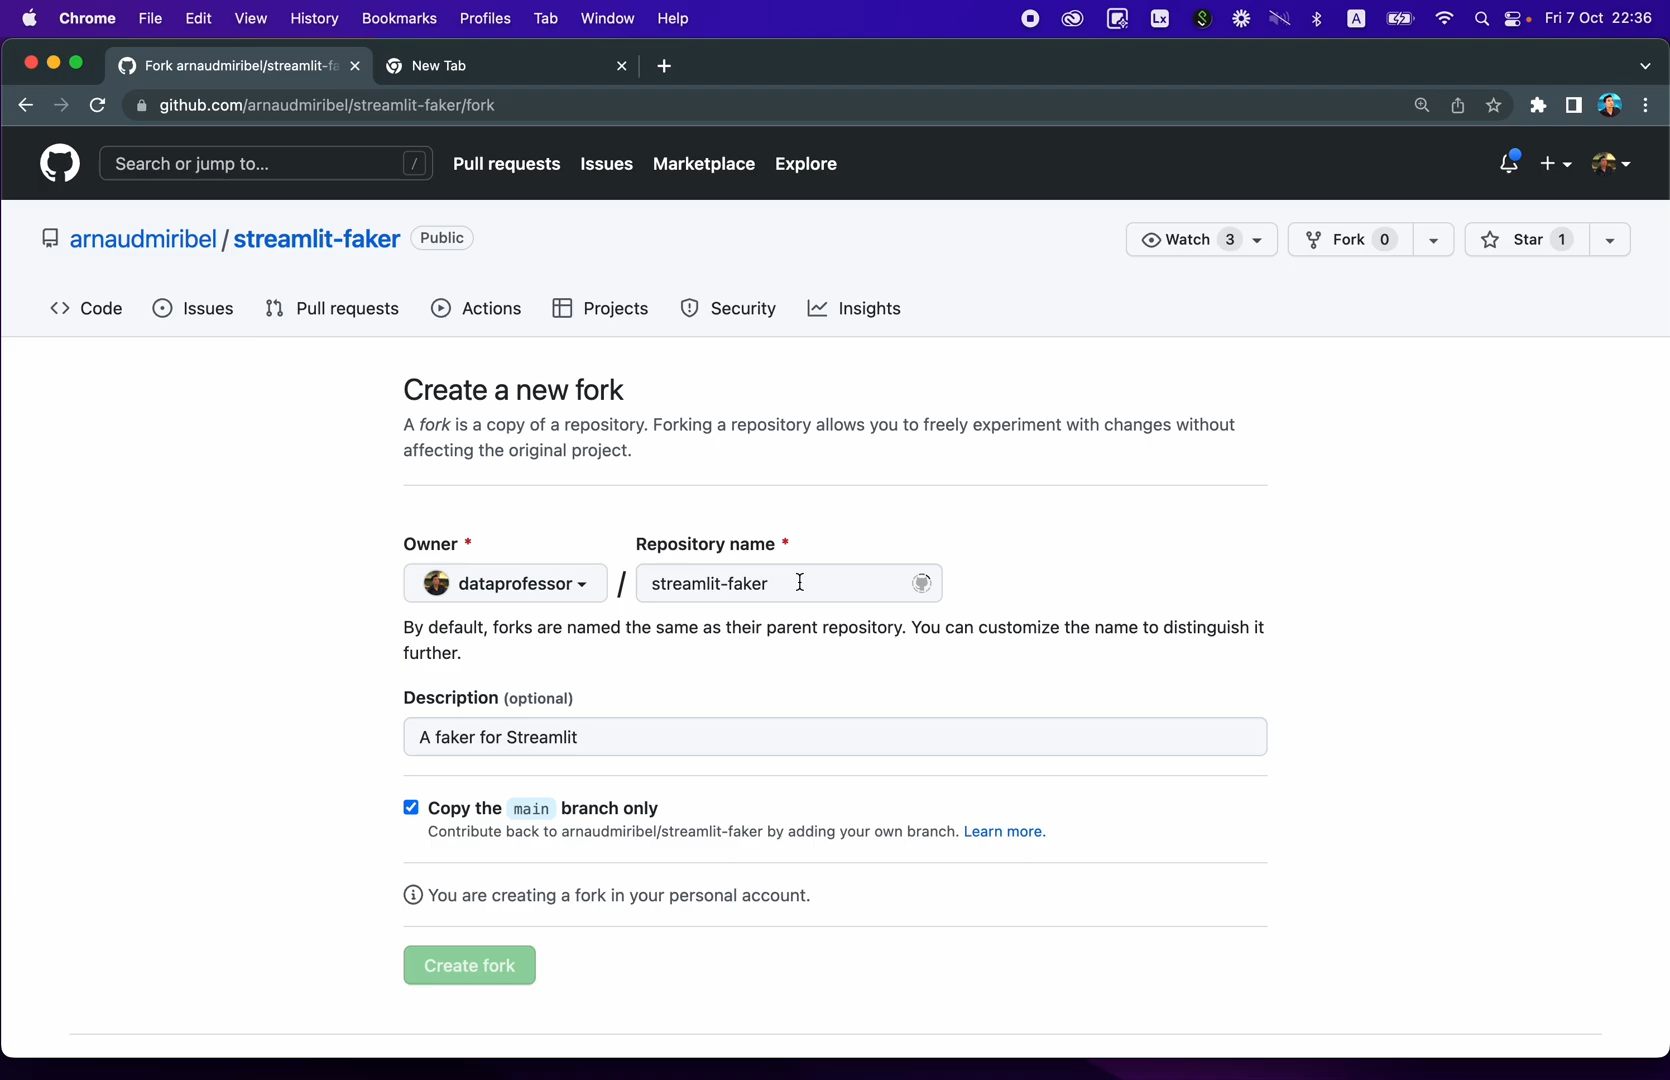 Chrome File Edit View History Bookmarks Profiles Tab Window Help Lx S A Fri 7 Oct 22:36
Fork arnaudmiribel/streamlit-fa New Tab
github.com/arnaudmiribel/streamlit-faker/fork
Search or jump to... / Pull requests Issues Marketplace Explore
arnaudmiribel / streamlit-faker Public Watch 3 Fork 0 Star 1
Code Issues Pull requests Actions Projects Security Insights
Create a new fork
A fork is a copy of a repository. Forking a repository allows you to freely experiment with changes without
affecting the original project.
Owner * Repository name *
dataprofessor / streamlit-faker
By default, forks are named the same as their parent repository. You can customize the name to distinguish it
further.
Description (optional)
A faker for Streamlit
Copy the main branch only
Contribute back to arnaudmiribel/streamlit-faker by adding your own branch. Learn more.
You are creating a fork in your personal account.
Create fork